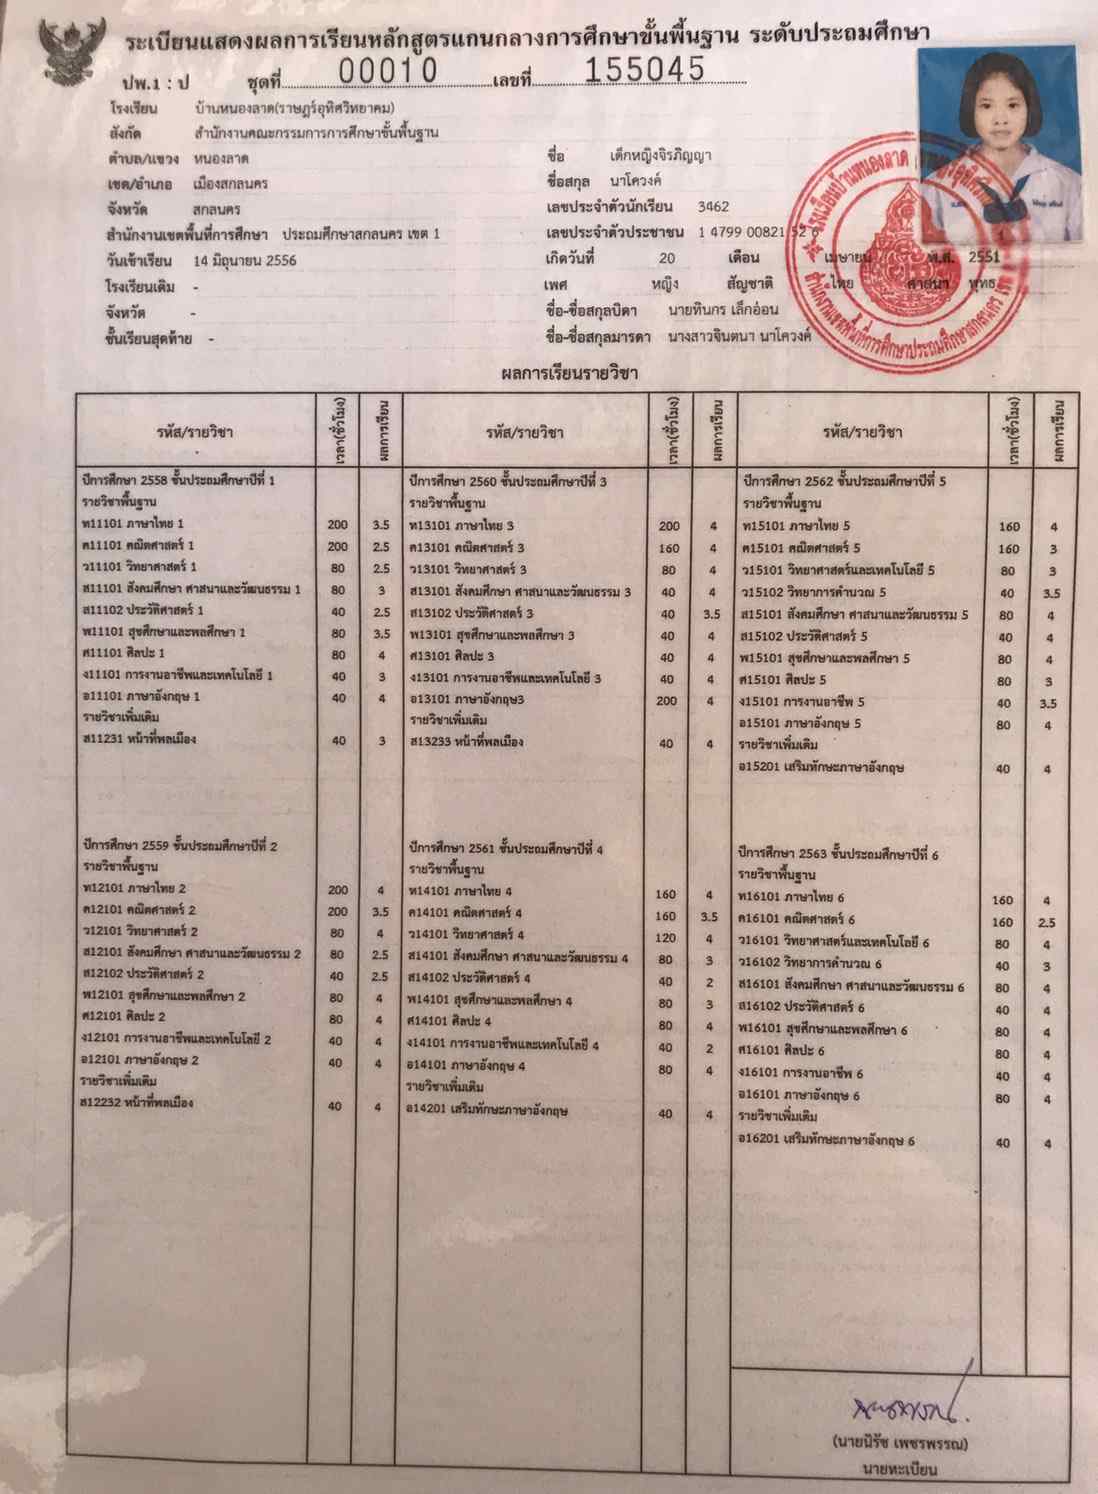 ระเบียนแสดงผลการเรียนหลักสูตรแกนกลางการศึกษาขั้นพื้นฐาน ระดับประถมศึกษา
ปพ.1 : ป ชุดที่ 00010 เลขที่ 155045
โรงเรียน บ้านหนองลาด(ราษฎร์อุทิศวิทยาคม)
สังกัด สำนักงานคณะกรรมการการศึกษาขั้นพื้นฐาน
ตำบล/แขวง หนองลาด
เขต/อำเภอ เมืองสกลนคร
จังหวัด สกลนคร
สำนักงานเขตพื้นที่การศึกษา ประถมศึกษาสกลนคร เขต 1
วันเข้าเรียน 14 มิถุนายน 2556
โรงเรียนเดิม -
จังหวัด -
ชั้นเรียนสุดท้าย -
ชื่อ เด็กหญิงจิรภิญญา
ชื่อสกุล นาโควงค์
เลขประจำตัวนักเรียน 3462
เลขประจำตัวประชาชน 1 4799 00821 52 6
เกิดวันที่ 20 เดือน เมษายน พ.ศ. 2551
เพศ หญิง สัญชาติ ไทย ศาสนา พุทธ
ชื่อ-ชื่อสกุลบิดา นายทินกร เล็กอ่อน
ชื่อ-ชื่อสกุลมารดา นางสาวจินตนา นาโควงค์
ผลการเรียนรายวิชา
รหัส/รายวิชา เวลา(ชั่วโมง) ผลการเรียน รหัส/รายวิชา เวลา(ชั่วโมง) ผลการเรียน รหัส/รายวิชา เวลา(ชั่วโมง) ผลการเรียน
ปีการศึกษา 2558 ชั้นประถมศึกษาปีที่ 1
รายวิชาพื้นฐาน
ท11101 ภาษาไทย 1 200 3.5
ค11101 คณิตศาสตร์ 1 200 2.5
ว11101 วิทยาศาสตร์ 1 80 2.5
ส11101 สังคมศึกษา ศาสนาและวัฒนธรรม 1 80 3
ส11102 ประวัติศาสตร์ 1 40 2.5
พ11101 สุขศึกษาและพลศึกษา 1 80 3.5
ศ11101 ศิลปะ 1 80 4
ง11101 การงานอาชีพและเทคโนโลยี 1 40 3
อ11101 ภาษาอังกฤษ 1 40 4
รายวิชาเพิ่มเติม
ส11231 หน้าที่พลเมือง 40 3
ปีการศึกษา 2559 ชั้นประถมศึกษาปีที่ 2
รายวิชาพื้นฐาน
ท12101 ภาษาไทย 2 200 4
ค12101 คณิตศาสตร์ 2 200 3.5
ว12101 วิทยาศาสตร์ 2 80 4
ส12101 สังคมศึกษา ศาสนาและวัฒนธรรม 2 80 2.5
ส12102 ประวัติศาสตร์ 2 40 2.5
พ12101 สุขศึกษาและพลศึกษา 2 80 4
ศ12101 ศิลปะ 2 80 4
ง12101 การงานอาชีพและเทคโนโลยี 2 40 4
อ12101 ภาษาอังกฤษ 2 40 4
รายวิชาเพิ่มเติม
ส12232 หน้าที่พลเมือง 40 4
ปีการศึกษา 2560 ชั้นประถมศึกษาปีที่ 3
รายวิชาพื้นฐาน
ท13101 ภาษาไทย 3 200 4
ค13101 คณิตศาสตร์ 3 160 4
ว13101 วิทยาศาสตร์ 3 80 4
ส13101 สังคมศึกษา ศาสนาและวัฒนธรรม 3 40 4
ส13102 ประวัติศาสตร์ 3 40 3.5
พ13101 สุขศึกษาและพลศึกษา 3 40 4
ศ13101 ศิลปะ 3 40 4
ง13101 การงานอาชีพและเทคโนโลยี 3 40 4
อ13101 ภาษาอังกฤษ3 200 4
รายวิชาเพิ่มเติม
ส13233 หน้าที่พลเมือง 40 4
ปีการศึกษา 2561 ชั้นประถมศึกษาปีที่ 4
รายวิชาพื้นฐาน
ท14101 ภาษาไทย 4 160 4
ค14101 คณิตศาสตร์ 4 160 3.5
ว14101 วิทยาศาสตร์ 4 120 4
ส14101 สังคมศึกษา ศาสนาและวัฒนธรรม 4 80 3
ส14102 ประวัติศาสตร์ 4 40 2
พ14101 สุขศึกษาและพลศึกษา 4 80 3
ศ14101 ศิลปะ 4 80 4
ง14101 การงานอาชีพและเทคโนโลยี 4 40 2
อ14101 ภาษาอังกฤษ 4 80 4
รายวิชาเพิ่มเติม
อ14201 เสริมทักษะภาษาอังกฤษ 40 4
ปีการศึกษา 2562 ชั้นประถมศึกษาปีที่ 5
รายวิชาพื้นฐาน
ท15101 ภาษาไทย 5 160 4
ค15101 คณิตศาสตร์ 5 160 3
ว15101 วิทยาศาสตร์และเทคโนโลยี 5 80 3
ว15102 วิทยาการคำนวณ 5 40 3.5
ส15101 สังคมศึกษา ศาสนาและวัฒนธรรม 5 80 4
ส15102 ประวัติศาสตร์ 5 40 4
พ15101 สุขศึกษาและพลศึกษา 5 80 4
ศ15101 ศิลปะ 5 80 3
ง15101 การงานอาชีพ 5 40 3.5
อ15101 ภาษาอังกฤษ 5 80 4
รายวิชาเพิ่มเติม
อ15201 เสริมทักษะภาษาอังกฤษ 40 4
ปีการศึกษา 2563 ชั้นประถมศึกษาปีที่ 6
รายวิชาพื้นฐาน
ท16101 ภาษาไทย 6 160 4
ค16101 คณิตศาสตร์ 6 160 2.5
ว16101 วิทยาศาสตร์และเทคโนโลยี 6 80 4
ว16102 วิทยาการคำนวณ 6 40 3
ส16101 สังคมศึกษา ศาสนาและวัฒนธรรม 6 80 4
ส16102 ประวัติศาสตร์ 6 40 4
พ16101 สุขศึกษาและพลศึกษา 6 80 4
ศ16101 ศิลปะ 6 80 4
ง16101 การงานอาชีพ 6 40 4
อ16101 ภาษาอังกฤษ 6 80 4
รายวิชาเพิ่มเติม
อ16201 เสริมทักษะภาษาอังกฤษ 6 40 4
(นายนิรัช เพชรพรรณ)
นายทะเบียน